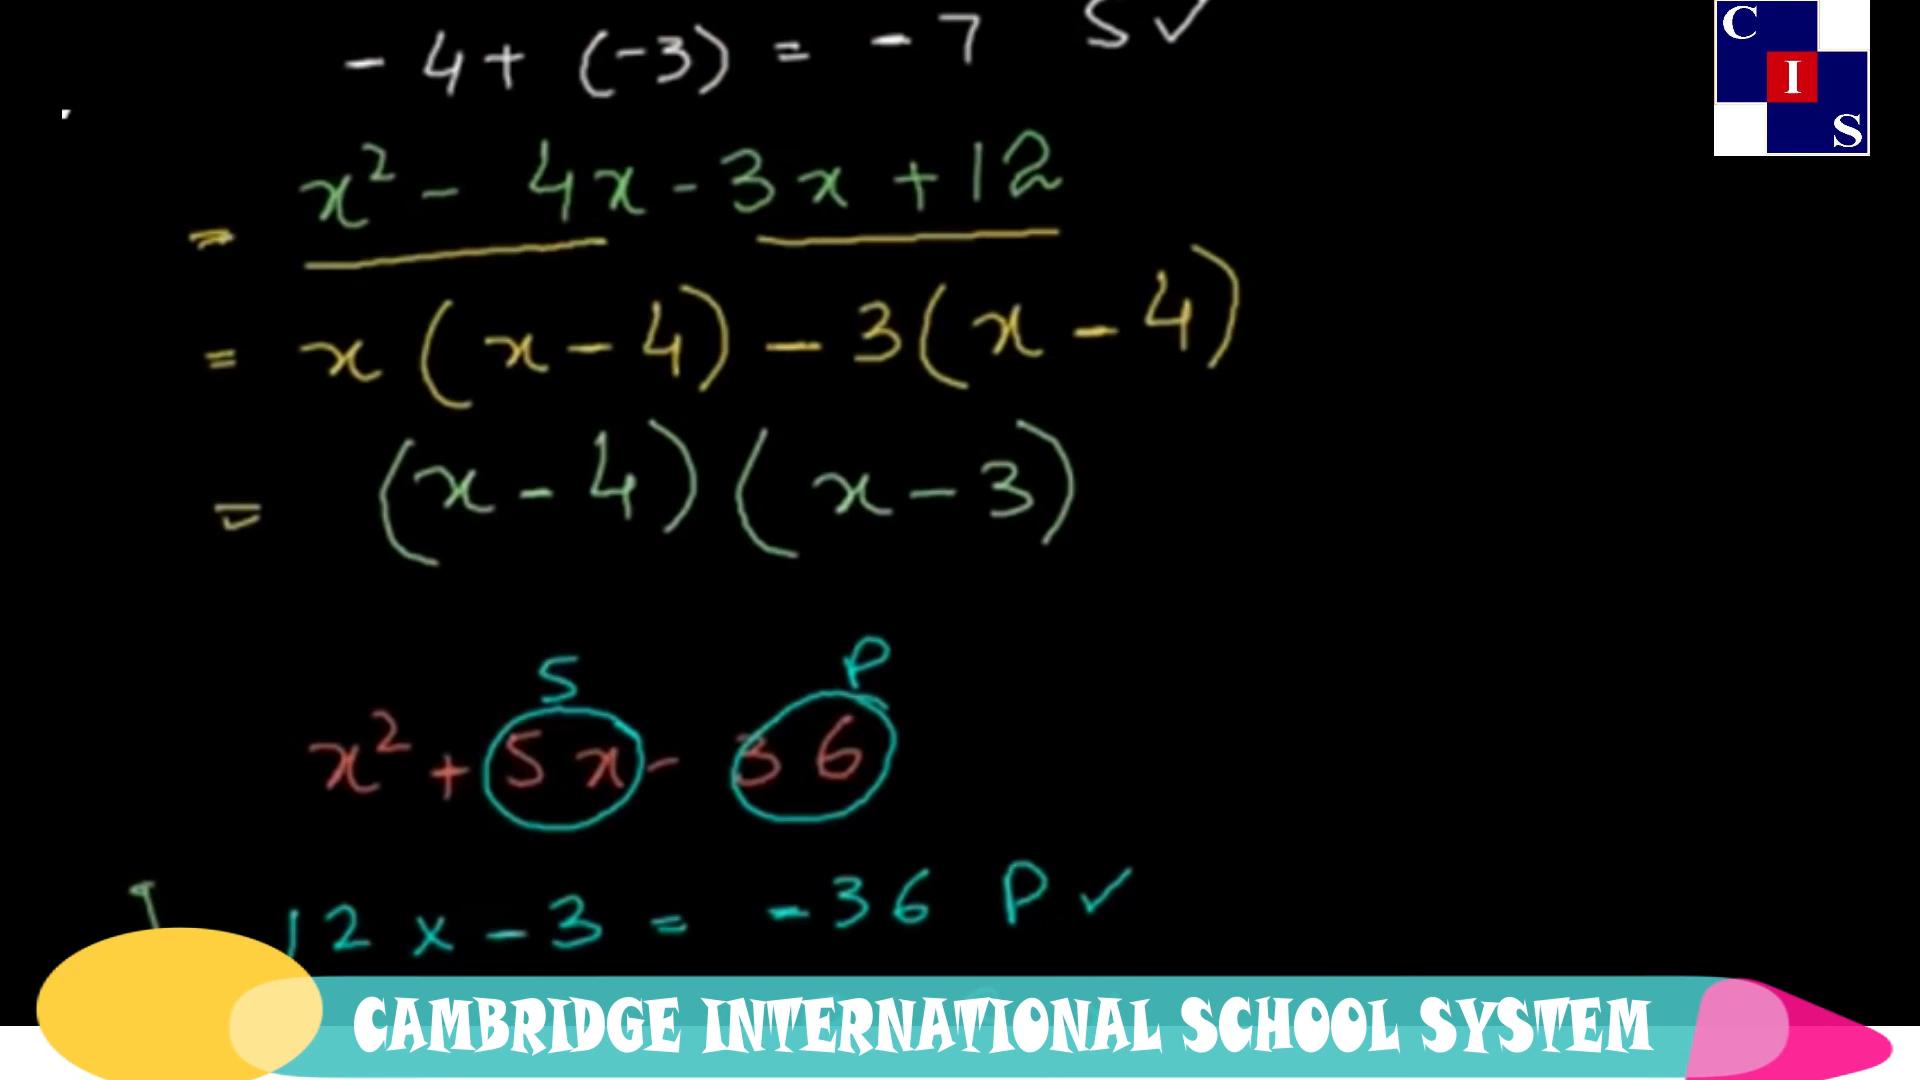 - 4 + (-3) = - 7 S ✓
C
I
S
= x² - 4x - 3x + 12
= x(x - 4) - 3(x - 4)
= (x - 4)(x - 3)
S P
x² + 5x - 36
12 x - 3 = - 36 P ✓
CAMBRIDGE INTERNATIONAL SCHOOL SYSTEM